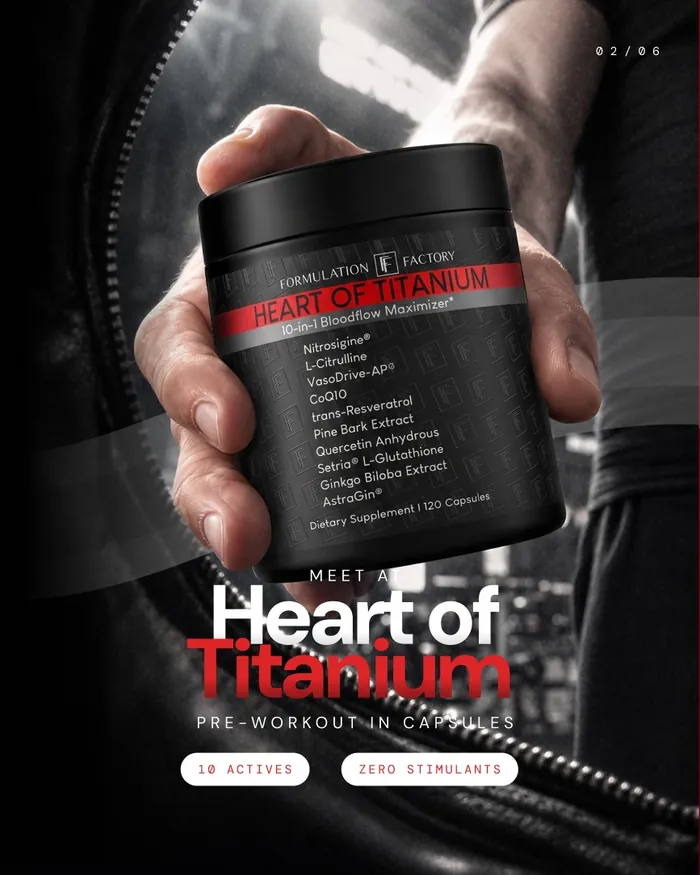 02/06
FORMULATION F FACTORY
HEART OF TITANIUM
10-in-1 Bloodflow Maximizer*
Nitrosigine®
L-Citrulline
VasoDrive-AP®
CoQ10
trans-Resveratrol
Pine Bark Extract
Quercetin Anhydrous
Setria® L-Glutathione
Ginkgo Biloba Extract
AstraGin®
Dietary Supplement | 120 Capsules
MEET AT
Heart of
Titanium
PRE-WORKOUT IN CAPSULES
10 ACTIVES
ZERO STIMULANTS